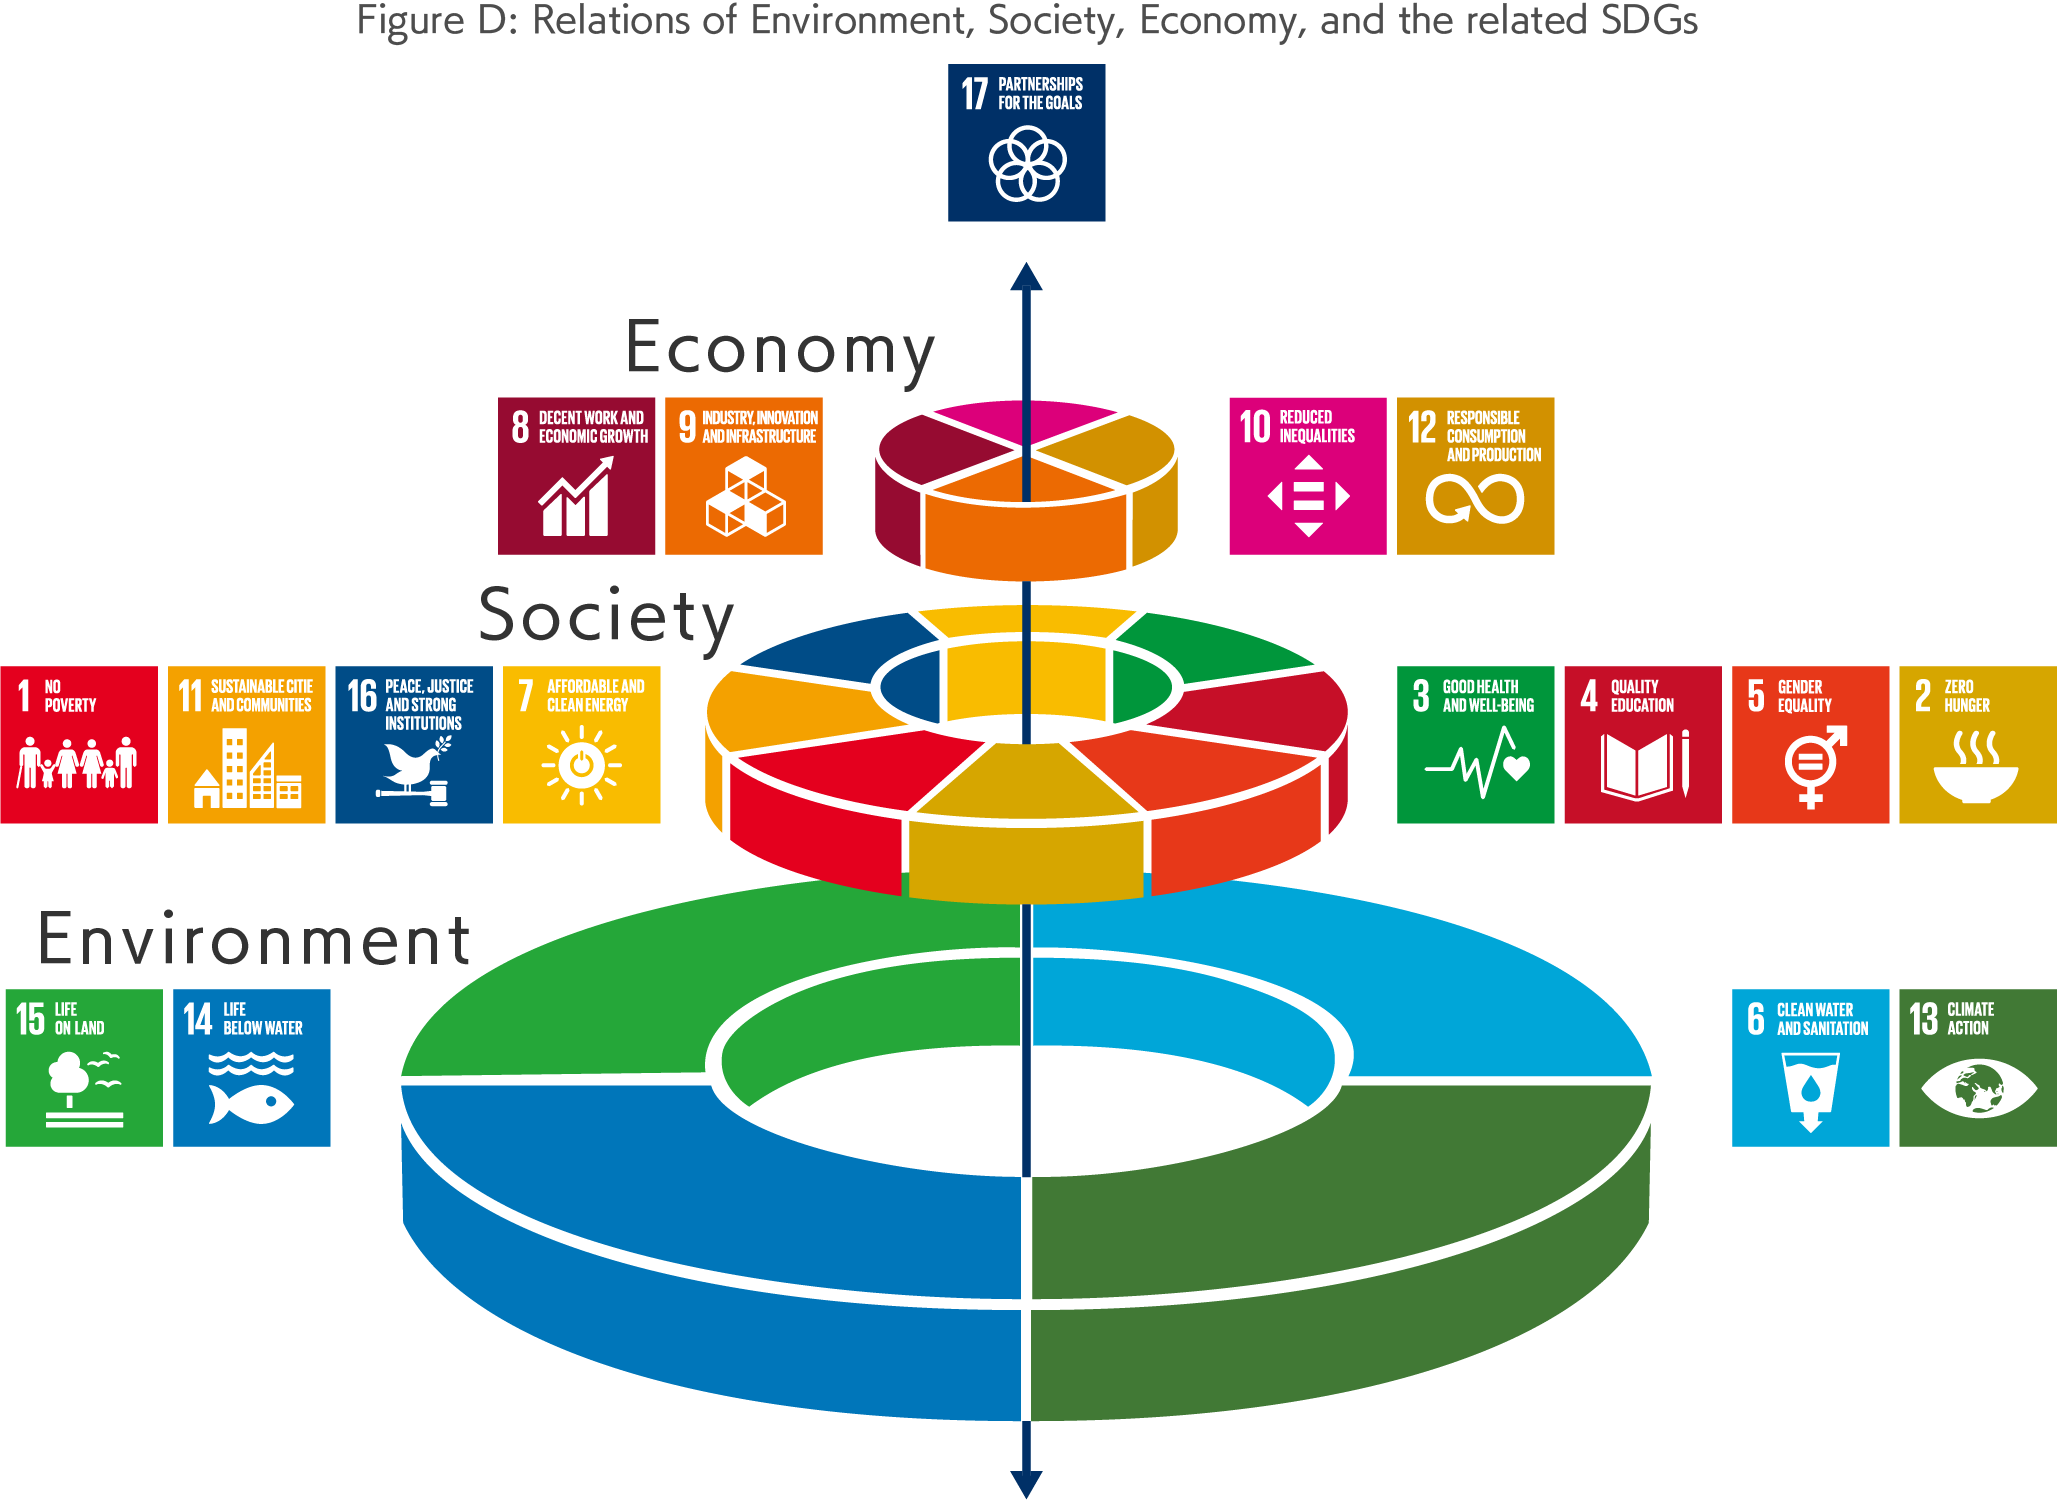 Figure D: Relations of Environment, Society, Economy, and the related SDGs
17 PARTNERSHIPS
FOR THE GOALS
Economy
8 DECENT WORK AND
ECONOMIC GROWTH
9 INDUSTRY, INNOVATION
AND INFRASTRUCTURE
10 REDUCED
INEQUALITIES
12 RESPONSIBLE
CONSUMPTION
AND PRODUCTION
Society
1 NO
POVERTY
11 SUSTAINABLE CITIE
AND COMMUNITIES
16 PEACE, JUSTICE
AND STRONG
INSTITUTIONS
7 AFFORDABLE AND
CLEAN ENERGY
3 GOOD HEALTH
AND WELL-BEING
4 QUALITY
EDUCATION
5 GENDER
EQUALITY
2 ZERO
HUNGER
Environment
15 LIFE
ON LAND
14 LIFE
BELOW WATER
6 CLEAN WATER
AND SANITATION
13 CLIMATE
ACTION